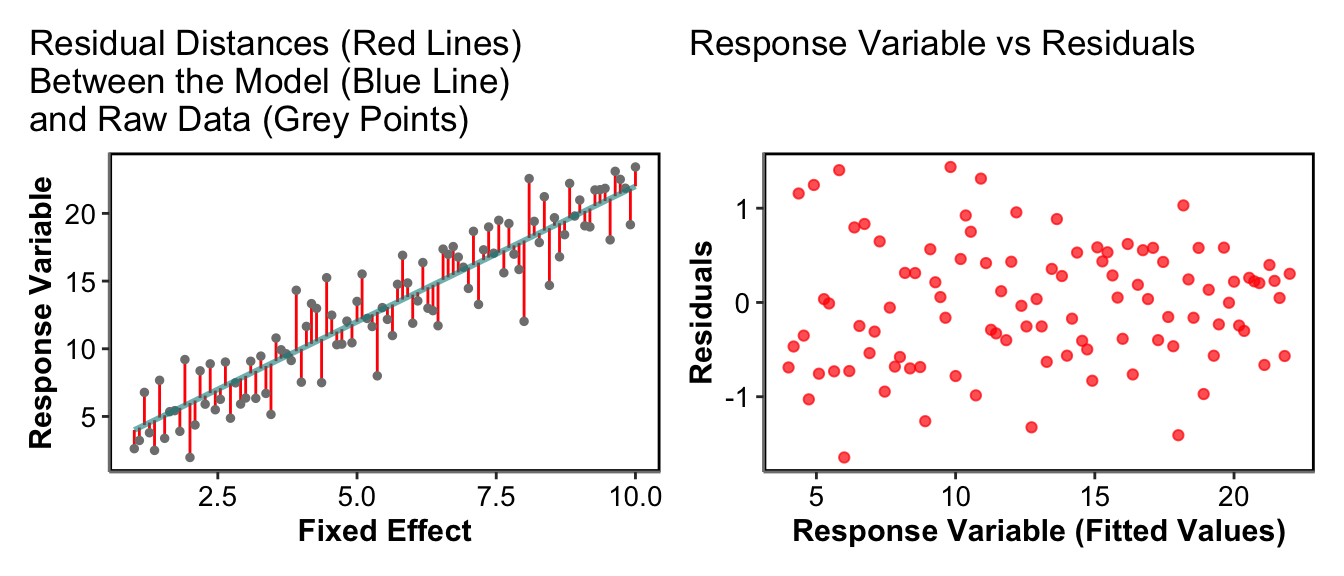 Residual Distances (Red Lines)
Between the Model (Blue Line)
and Raw Data (Grey Points)
Response Variable
20
15
10
5
2.5
5.0
7.5
10.0
Fixed Effect
Response Variable vs Residuals
Residuals
1
0
-1
5
10
15
20
Response Variable (Fitted Values)